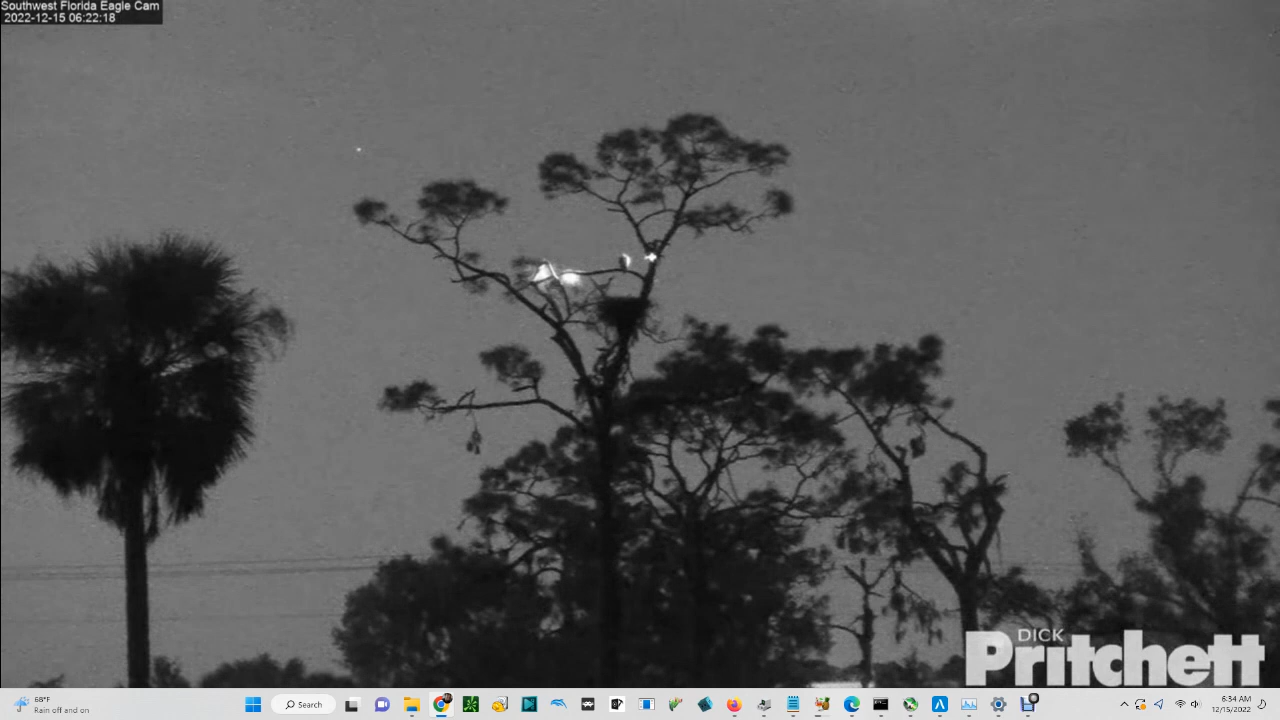 Southwest Florida Eagle Cam
2022-12-15 06:22:18
DICK
Pritchett
68°F
Rain off and on
Search
6:34 AM
12/15/2022